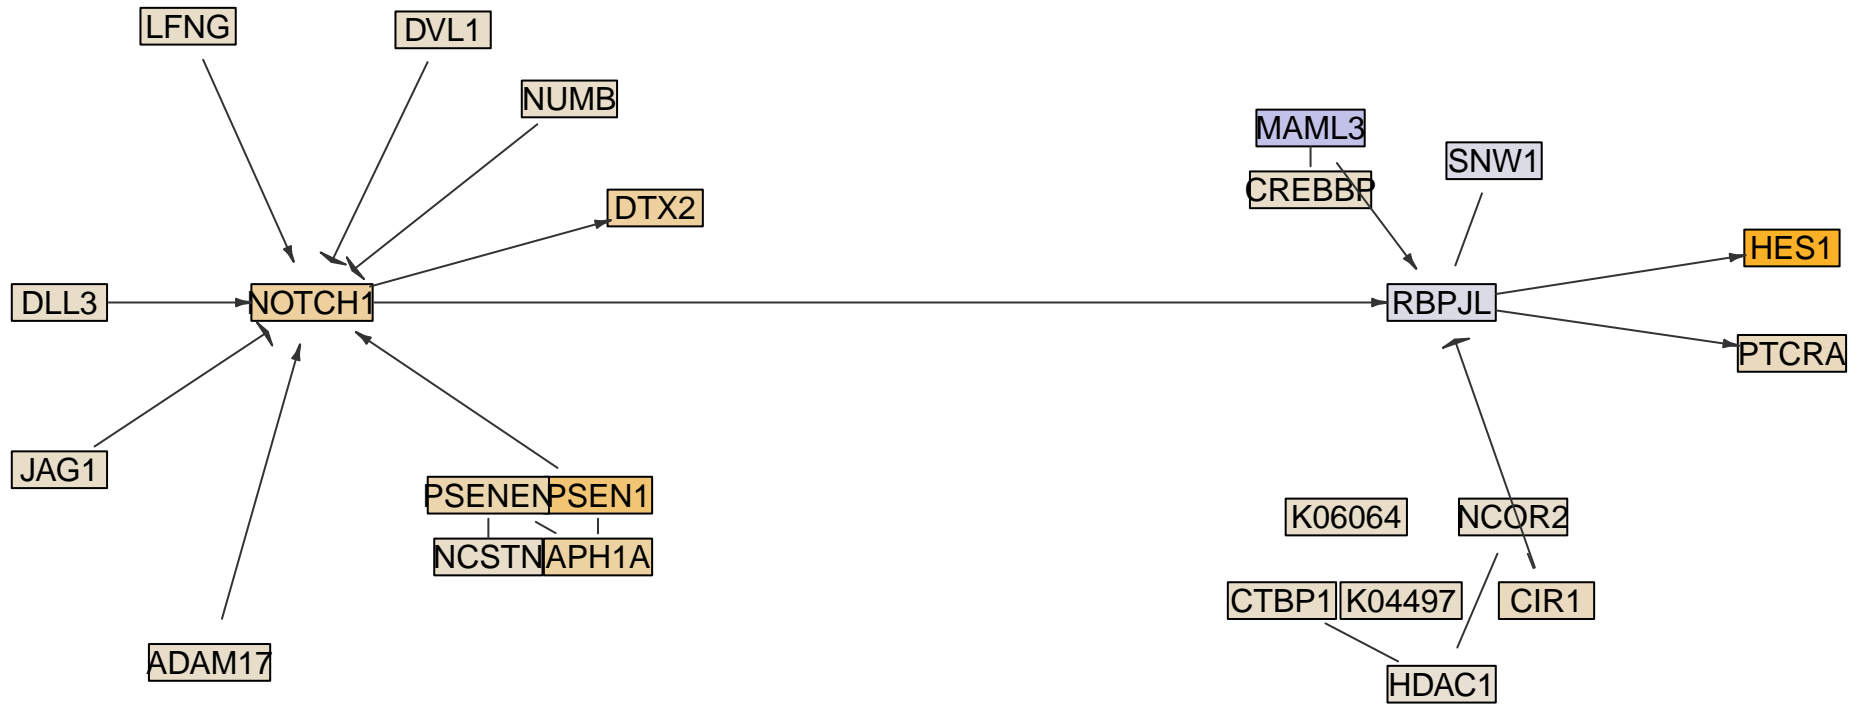 LFNG
DVL1
NUMB
MAML3
SNW1
CREBBP
DTX2
HES1
DLL3
NOTCH1
RBPJL
PTCRA
JAG1
PSENEN
PSEN1
K06064
NCOR2
NCSTN
APH1A
CTBP1
K04497
CIR1
ADAM17
HDAC1